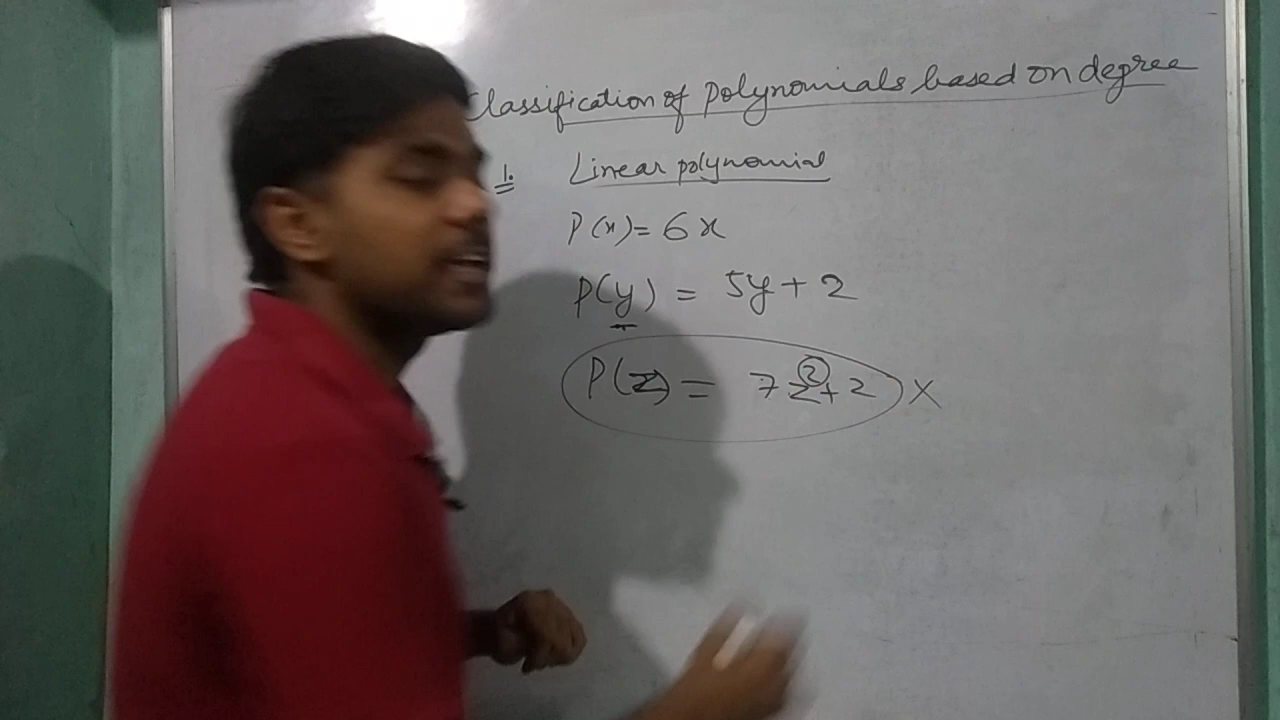 Classification of polynomials based on degree
1. Linear polynomial
P(x) = 6x
P(y) = 5y + 2
P(z) = 7z² + 2 ×